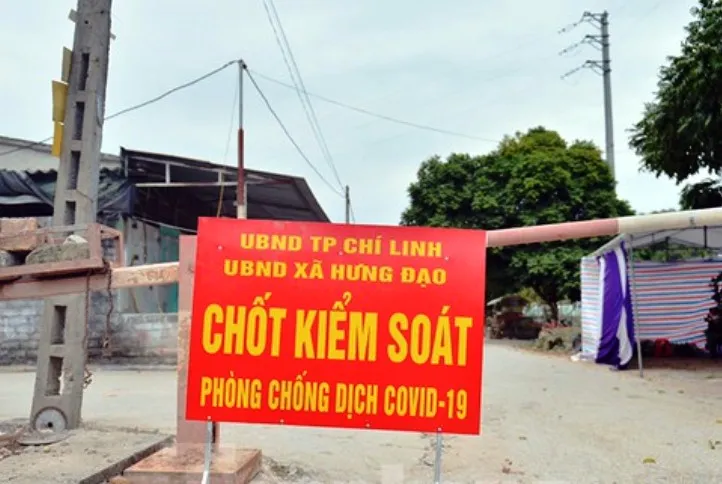 UBND TP CHÍ LINH
UBND XÃ HƯNG ĐẠO
CHỐT KIỂM SOÁT
PHÒNG CHỐNG DỊCH COVID-19